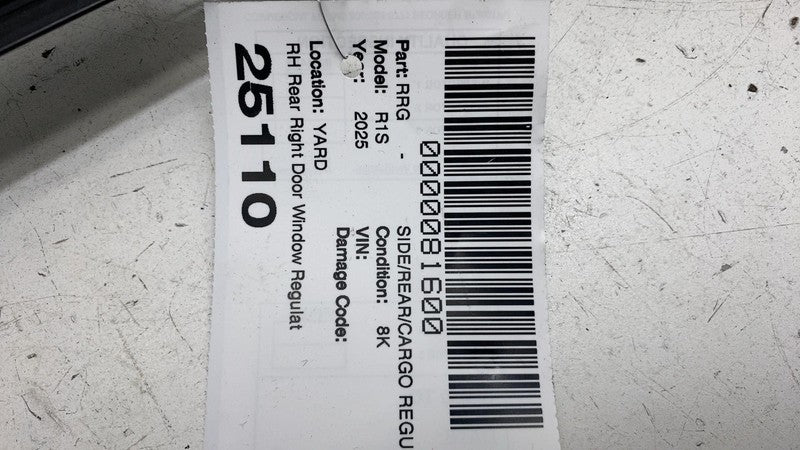 0000081600
Part: RRG - SIDE/REAR/CARGO REGU
Model: R1S Condition: 8K
Year: 2025 VIN:
Damage Code:
Location: YARD
RH Rear Right Door Window Regulat
25110